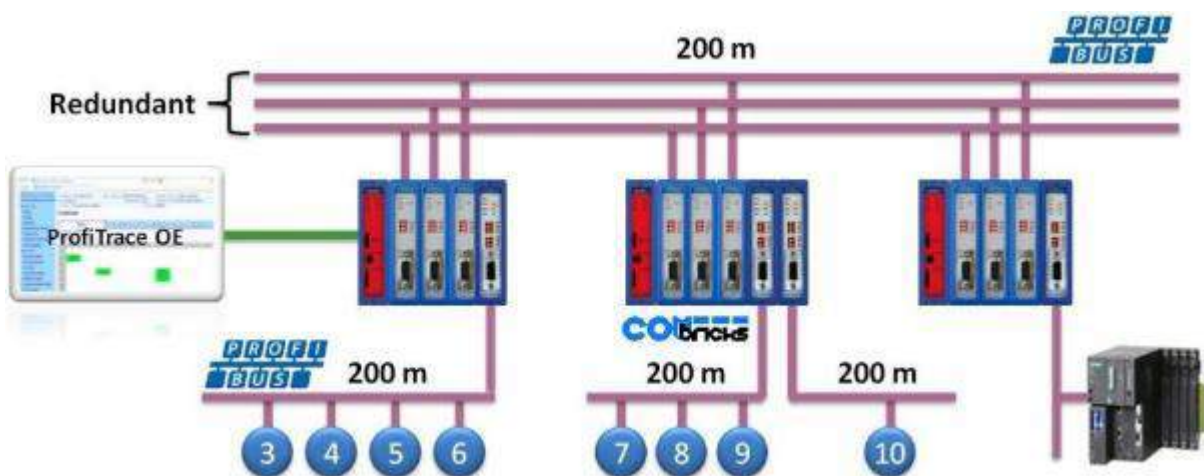 PROFI
BUS
200 m
Redundant
ProfiTrace OE
COMbricks
PROFI
BUS
200 m
200 m
200 m
3
4
5
6
7
8
9
10